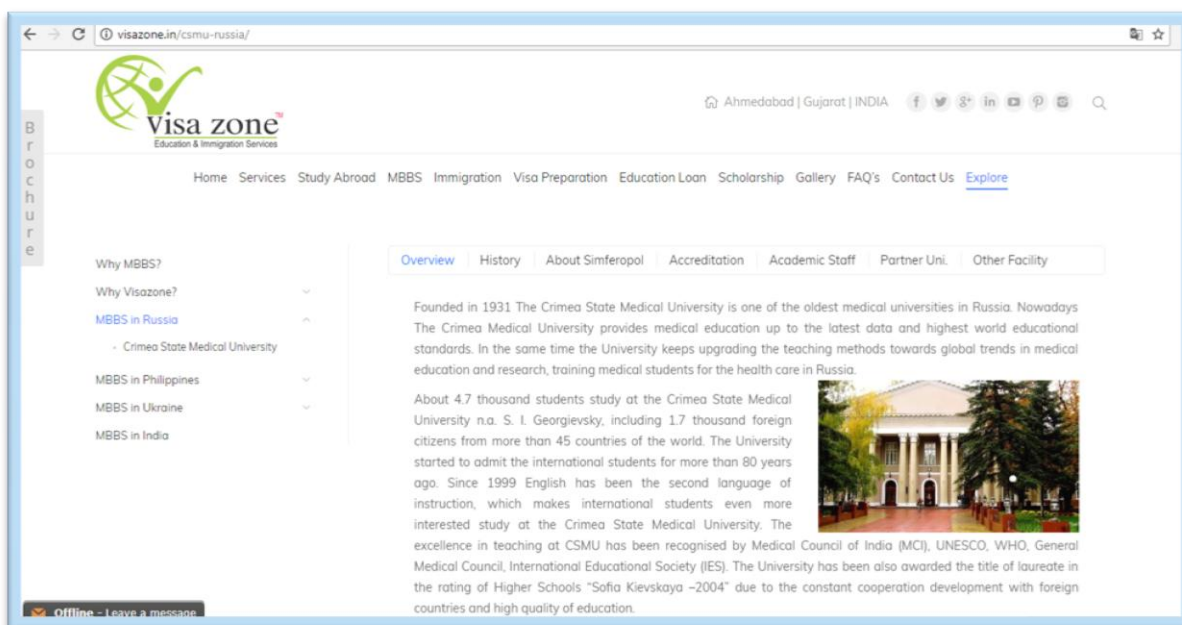 visazone.in/csmu-russia/
Visa zone
Education & Immigration Services
Ahmedabad | Gujarat | INDIA
Brochure
Home Services Study Abroad MBBS Immigration Visa Preparation Education Loan Scholarship Gallery FAQ's Contact Us Explore
Why MBBS?
Why Visazone?
MBBS in Russia
- Crimea State Medical University
MBBS in Philippines
MBBS in Ukraine
MBBS in India
Overview History About Simferopol Accreditation Academic Staff Partner Uni. Other Facility
Founded in 1931 The Crimea State Medical University is one of the oldest medical universities in Russia. Nowadays
The Crimea Medical University provides medical education up to the latest data and highest world educational
standards. In the same time the University keeps upgrading the teaching methods towards global trends in medical
education and research, training medical students for the health care in Russia.
About 4.7 thousand students study at the Crimea State Medical
University n.a. S. I. Georgievsky, including 1.7 thousand foreign
citizens from more than 45 countries of the world. The University
started to admit the international students for more than 80 years
ago. Since 1999 English has been the second language of
instruction, which makes international students even more
interested study at the Crimea State Medical University. The
excellence in teaching at CSMU has been recognised by Medical Council of India (MCI), UNESCO, WHO, General
Medical Council, International Educational Society (IES). The University has been also awarded the title of laureate in
the rating of Higher Schools “Sofia Kievskaya –2004” due to the constant cooperation development with foreign
countries and high quality of education.
Offline - Leave a message